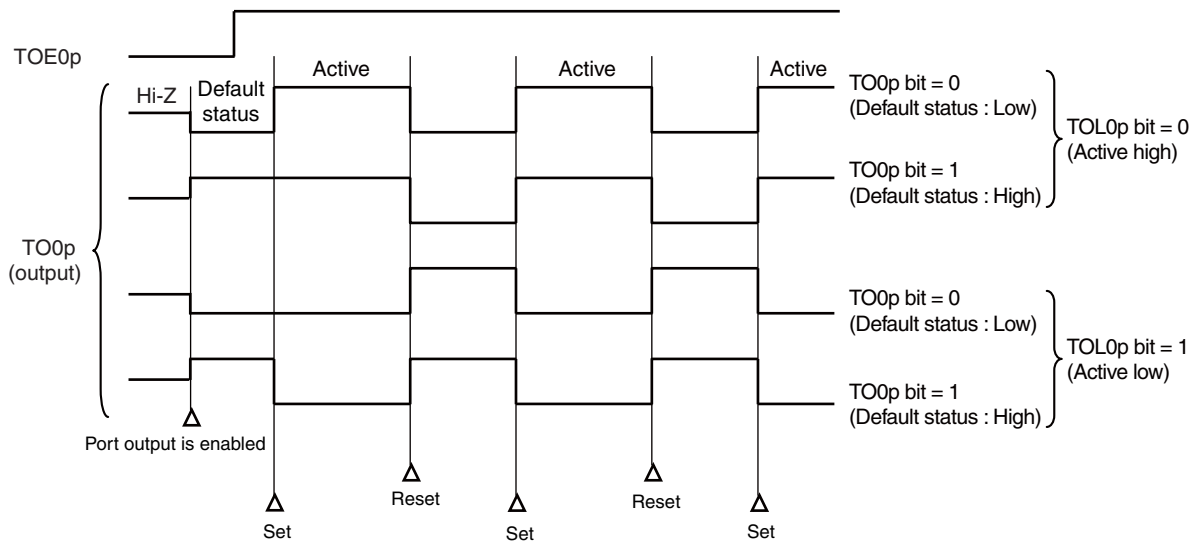 TOE0p
Hi-Z
Default
status
Active
Active
Active
TO0p bit = 0
(Default status : Low)
TO0p bit = 1
(Default status : High)
TOL0p bit = 0
(Active high)
TO0p
(output)
TO0p bit = 0
(Default status : Low)
TO0p bit = 1
(Default status : High)
TOL0p bit = 1
(Active low)
Port output is enabled
Set
Reset
Set
Reset
Set